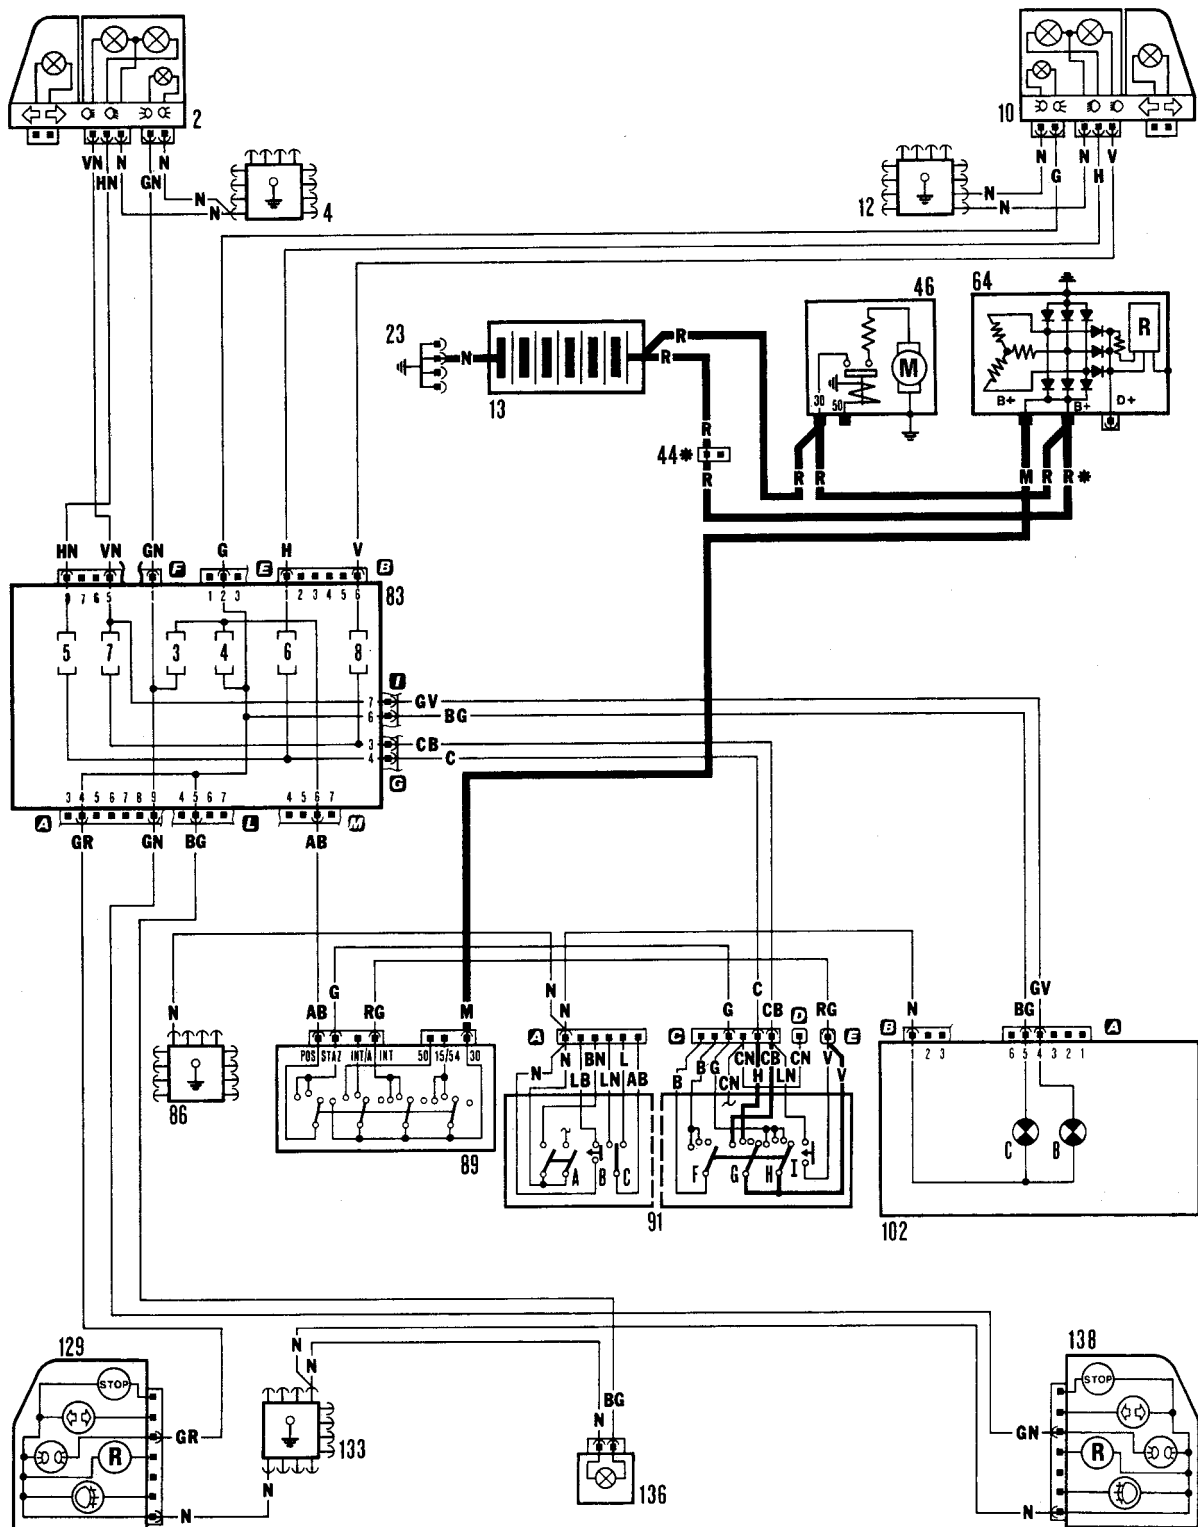 2
10
VN N N
HN GN
N
N
4
12
N
N
N N V
G H
23
N
13
R
R
R
44*
R
46
M
30 50
R R
64
R
B+ B+ D+
M R R*
HN VN GN G H V
F E B
8 7 6 5 1 1 2 3 1 2 3 4 5 6
83
5 7 3 4 6 8
I
7 GV
6 BG
3 CB
4 C
G
3 4 5 6 7 8 9 4 5 6 7 4 5 6 7
A L M
GR GN BG AB
N
AB G RG M
POS STAZ INT/A INT 50 15/54 30
86
89
N N
A
N N BN L
LB LN AB
A B C
C G C CB D RG E
B B G CN CN H CB LN CN V V
F G H I
91
N BG GV
B A
1 2 3 6 5 4 3 2 1
C B
102
129
STOP
R
GR
N
N
N
133
N
BG
N
136
138
STOP
GN
R
N